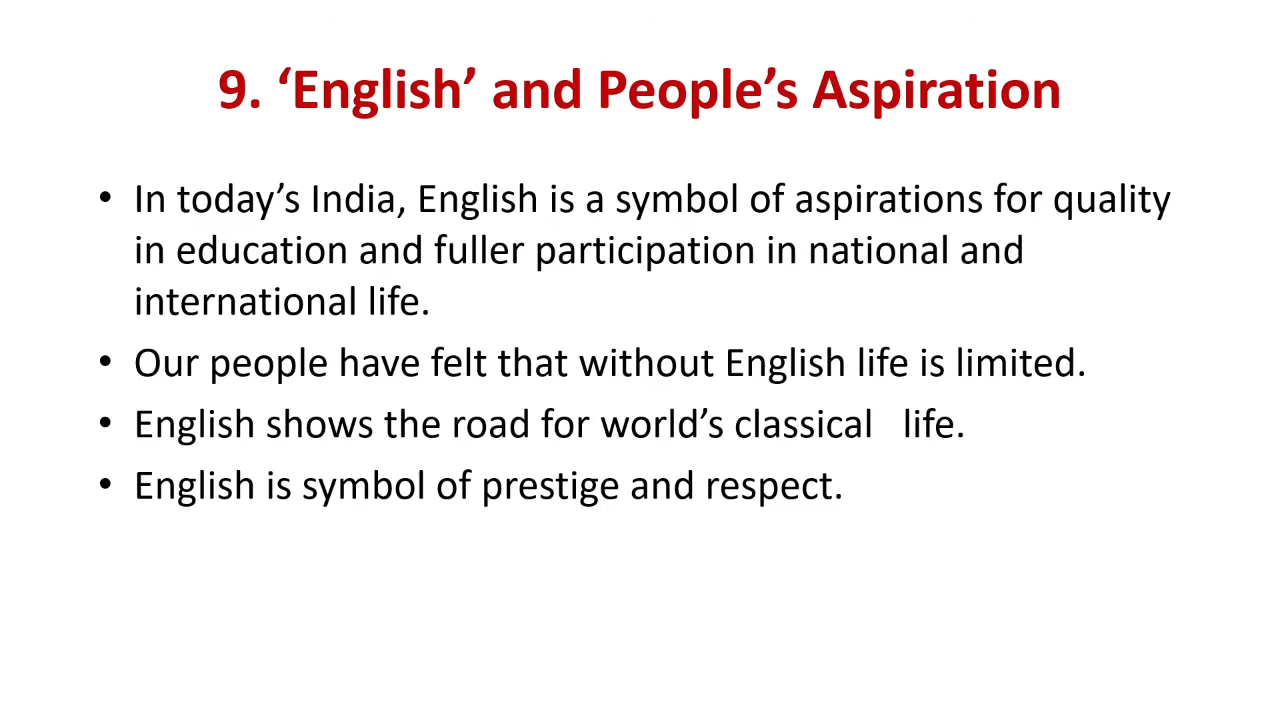 9. ‘English’ and People’s Aspiration
• In today’s India, English is a symbol of aspirations for quality
in education and fuller participation in national and
international life.
• Our people have felt that without English life is limited.
• English shows the road for world’s classical   life.
• English is symbol of prestige and respect.